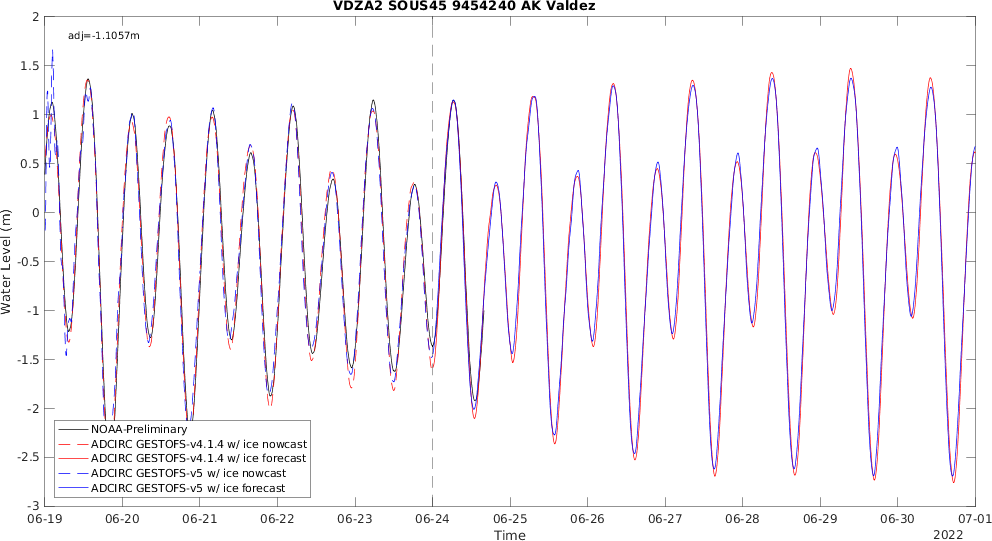 VDZA2 SOUS45 9454240 AK Valdez
adj=-1.1057m
2
1.5
1
0.5
0
-0.5
-1
-1.5
-2
-2.5
-3
Water Level (m)
NOAA-Preliminary
ADCIRC GESTOFS-v4.1.4 w/ ice nowcast
ADCIRC GESTOFS-v4.1.4 w/ ice forecast
ADCIRC GESTOFS-v5 w/ ice nowcast
ADCIRC GESTOFS-v5 w/ ice forecast
06-19 06-20 06-21 06-22 06-23 06-24 06-25 06-26 06-27 06-28 06-29 06-30 07-01
Time
2022